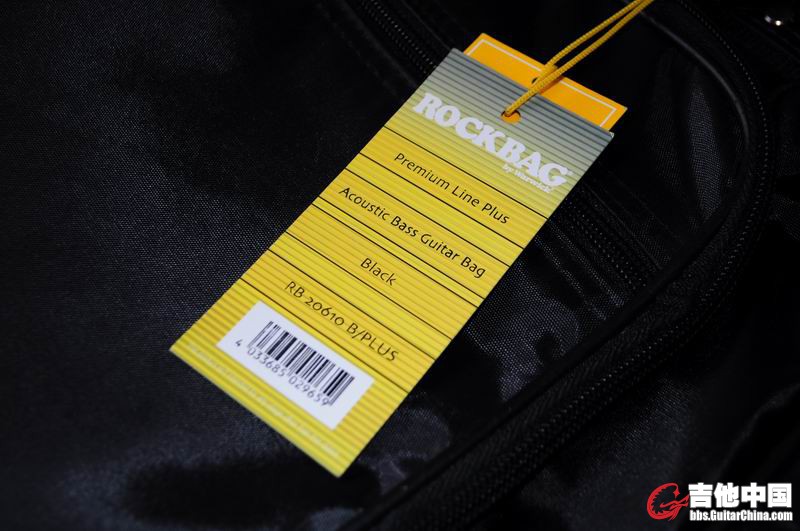 ROCKBAG®
by Warwick
Premium Line Plus
Acoustic Bass Guitar Bag
Black
RB 20610 B/PLUS
4 033685 029659
吉他中国
bbs.GuitarChina.com